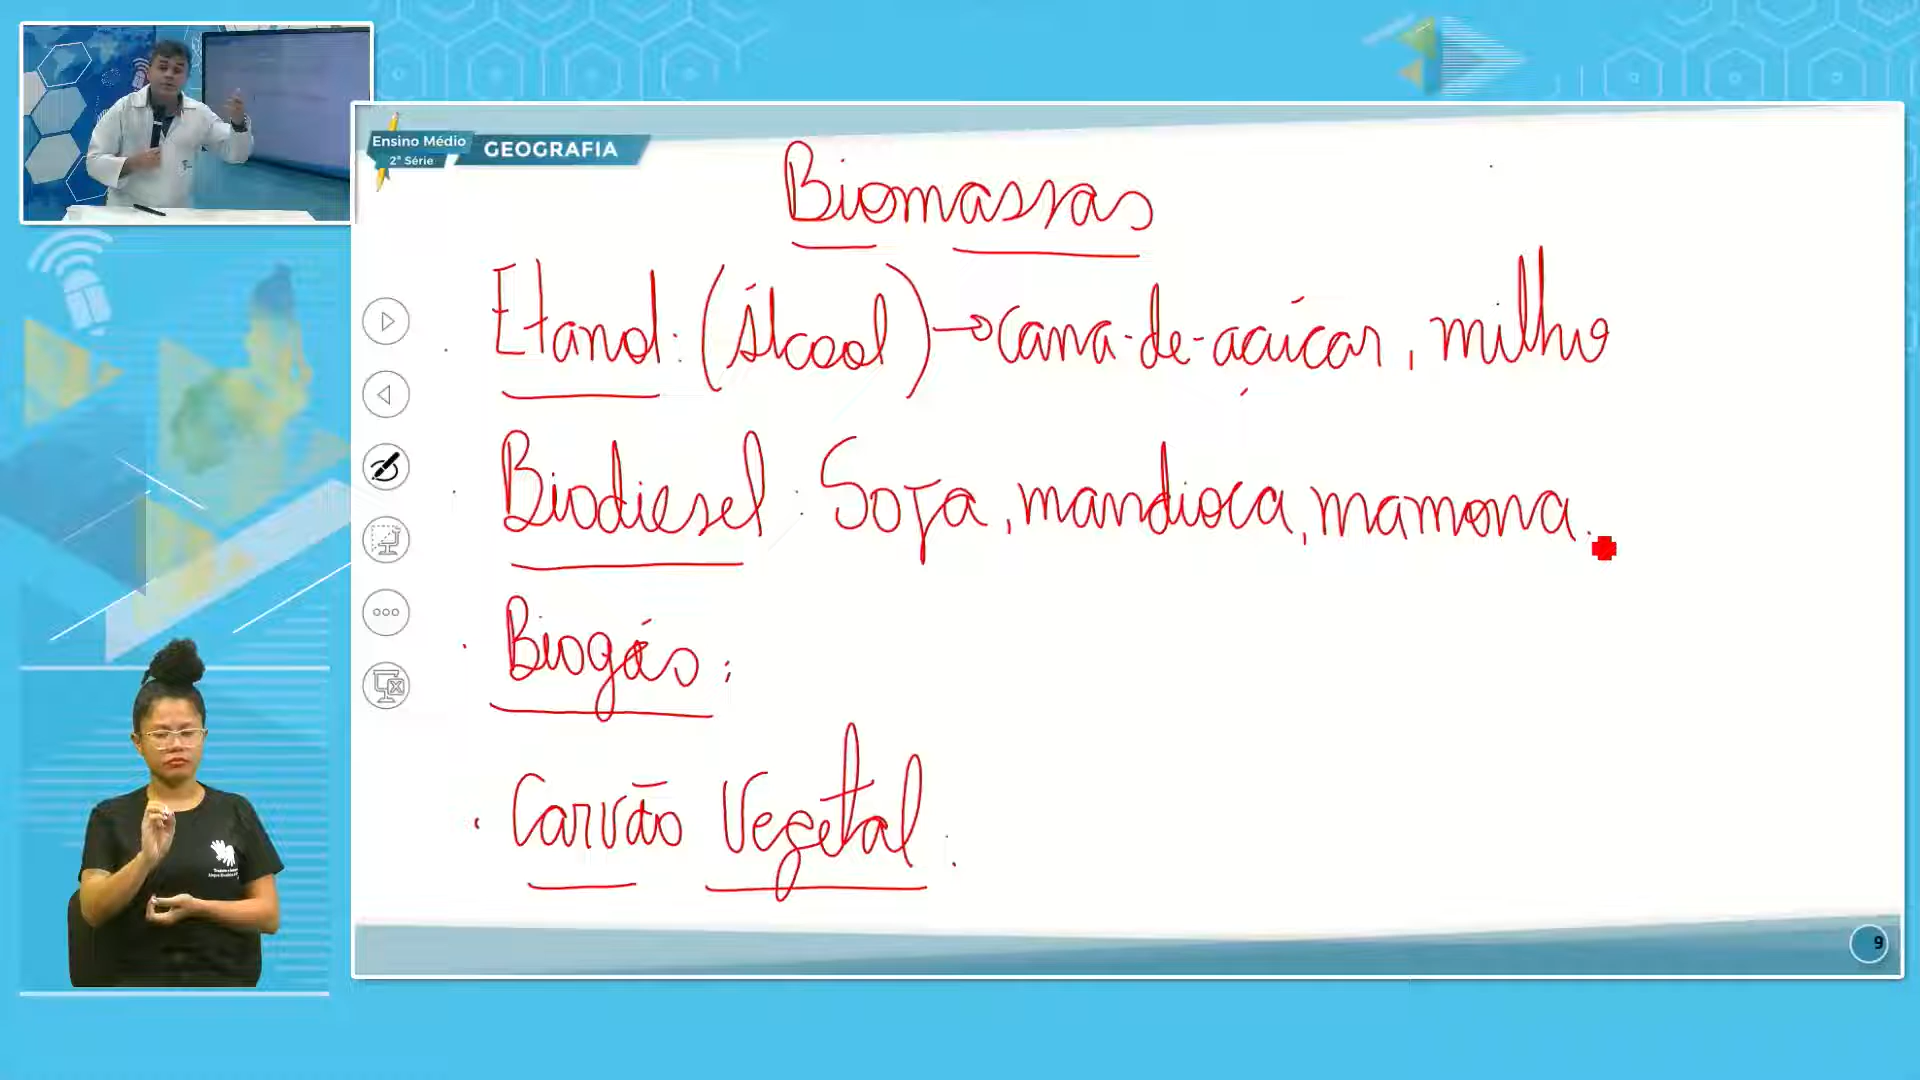 Ensino Médio
2ª Série
GEOGRAFIA
Biomassas
Etanol: (Álcool) → cana-de-açúcar, milho
Biodiesel: Soja, mandioca, mamona.
· Biogás:
· Carvão Vegetal.
9